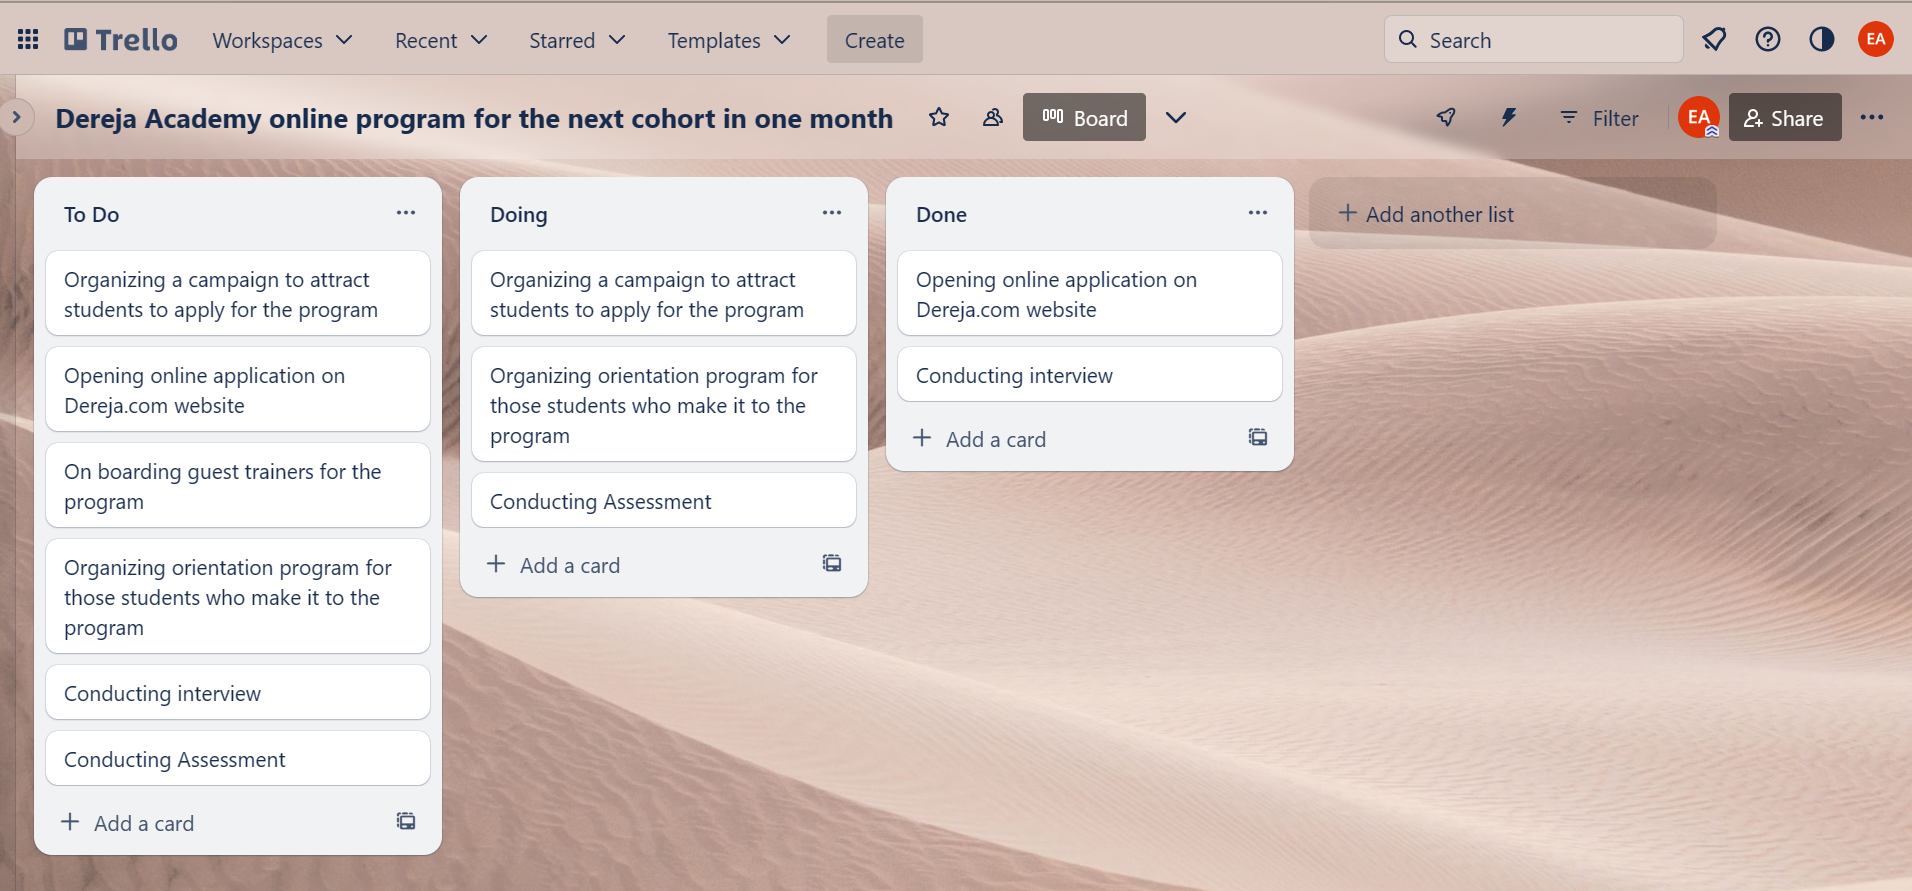 Trello Workspaces Recent Starred Templates Create Search EA
Dereja Academy online program for the next cohort in one month Board Filter EA Share
To Do
Organizing a campaign to attract
students to apply for the program
Opening online application on
Dereja.com website
On boarding guest trainers for the
program
Organizing orientation program for
those students who make it to the
program
Conducting interview
Conducting Assessment
+ Add a card
Doing
Organizing a campaign to attract
students to apply for the program
Organizing orientation program for
those students who make it to the
program
Conducting Assessment
+ Add a card
Done
Opening online application on
Dereja.com website
Conducting interview
+ Add a card
+ Add another list